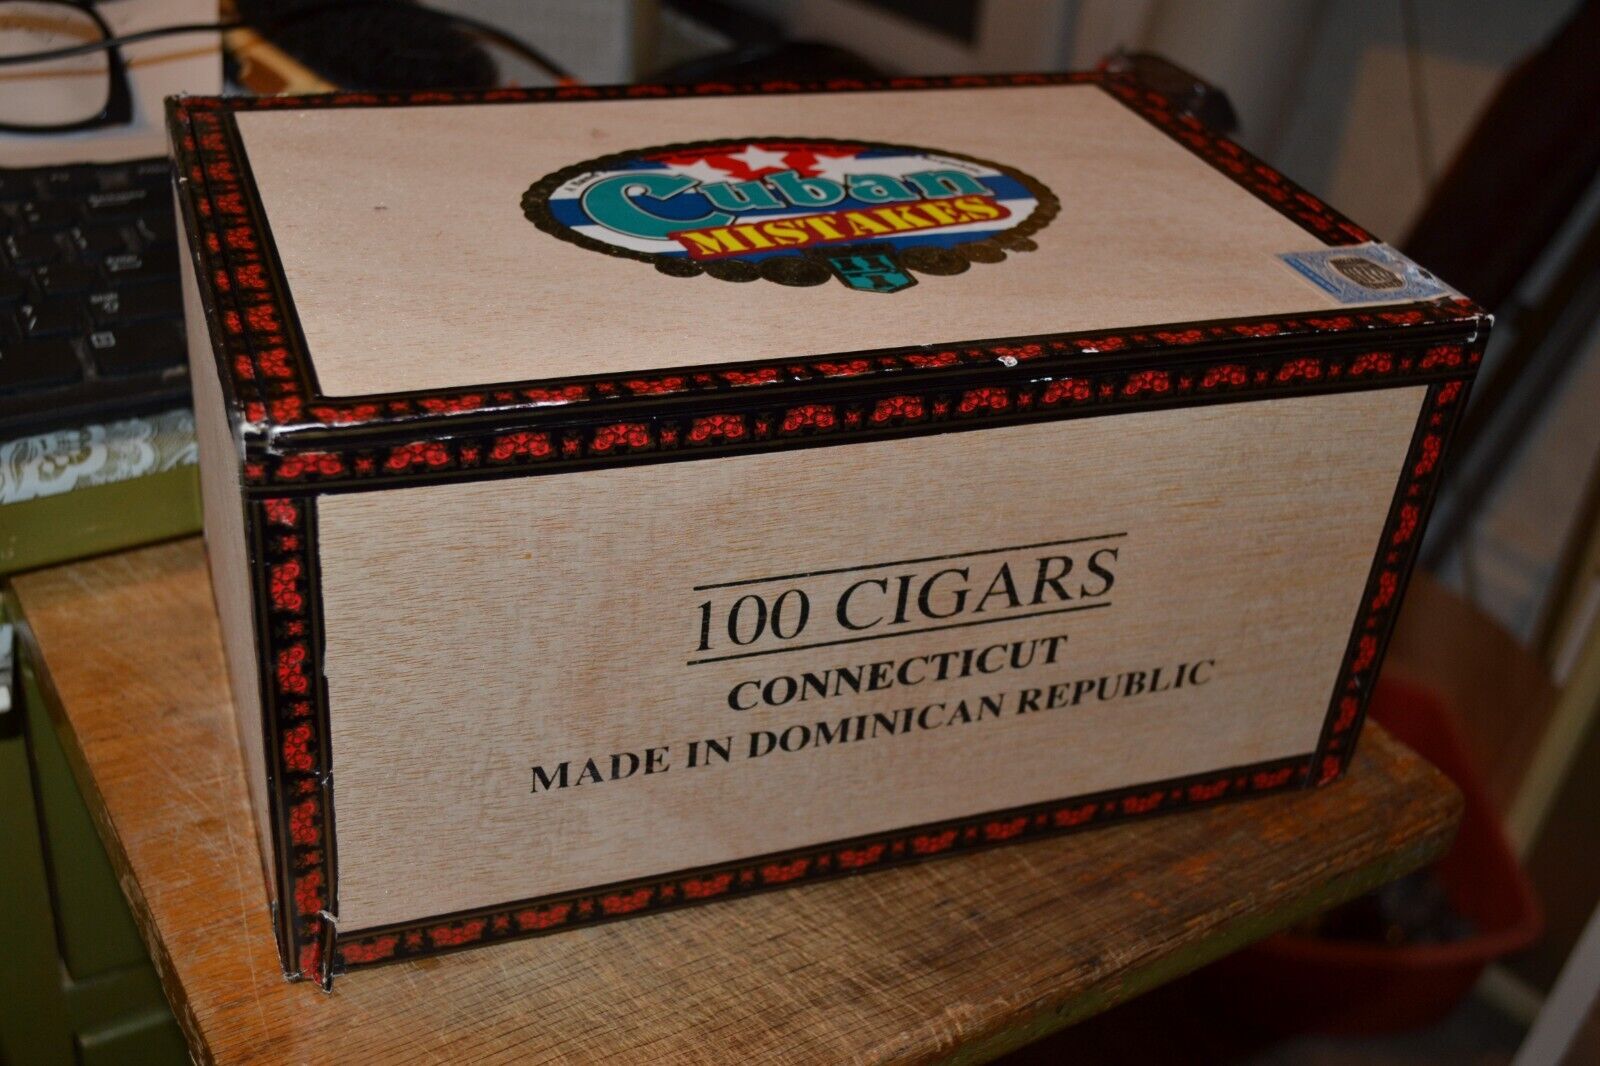 Cuban
MISTAKES
100 CIGARS
CONNECTICUT
MADE IN DOMINICAN REPUBLIC